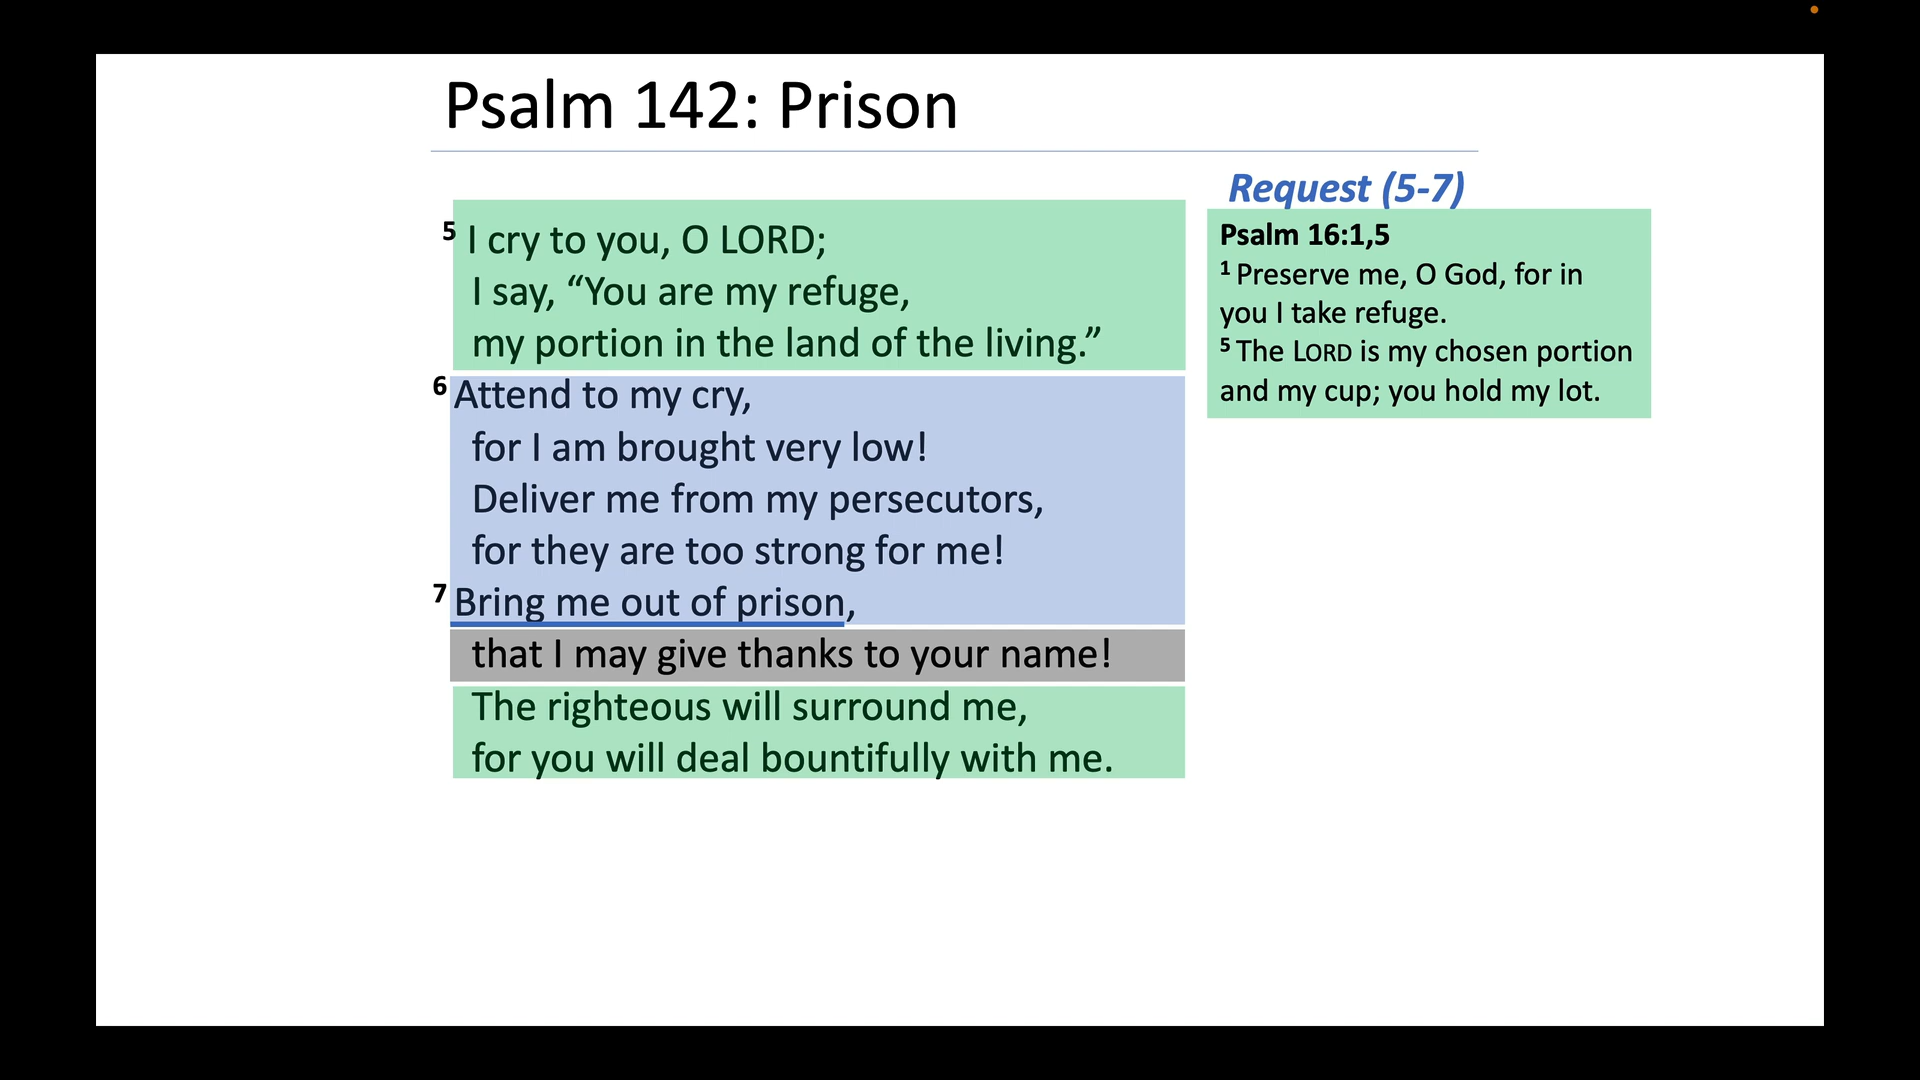 Psalm 142: Prison
5 I cry to you, O LORD;
I say, “You are my refuge,
my portion in the land of the living.”
6 Attend to my cry,
for I am brought very low!
Deliver me from my persecutors,
for they are too strong for me!
7 Bring me out of prison,
that I may give thanks to your name!
The righteous will surround me,
for you will deal bountifully with me.
Request (5-7)
Psalm 16:1,5
1 Preserve me, O God, for in
you I take refuge.
5 The LORD is my chosen portion
and my cup; you hold my lot.